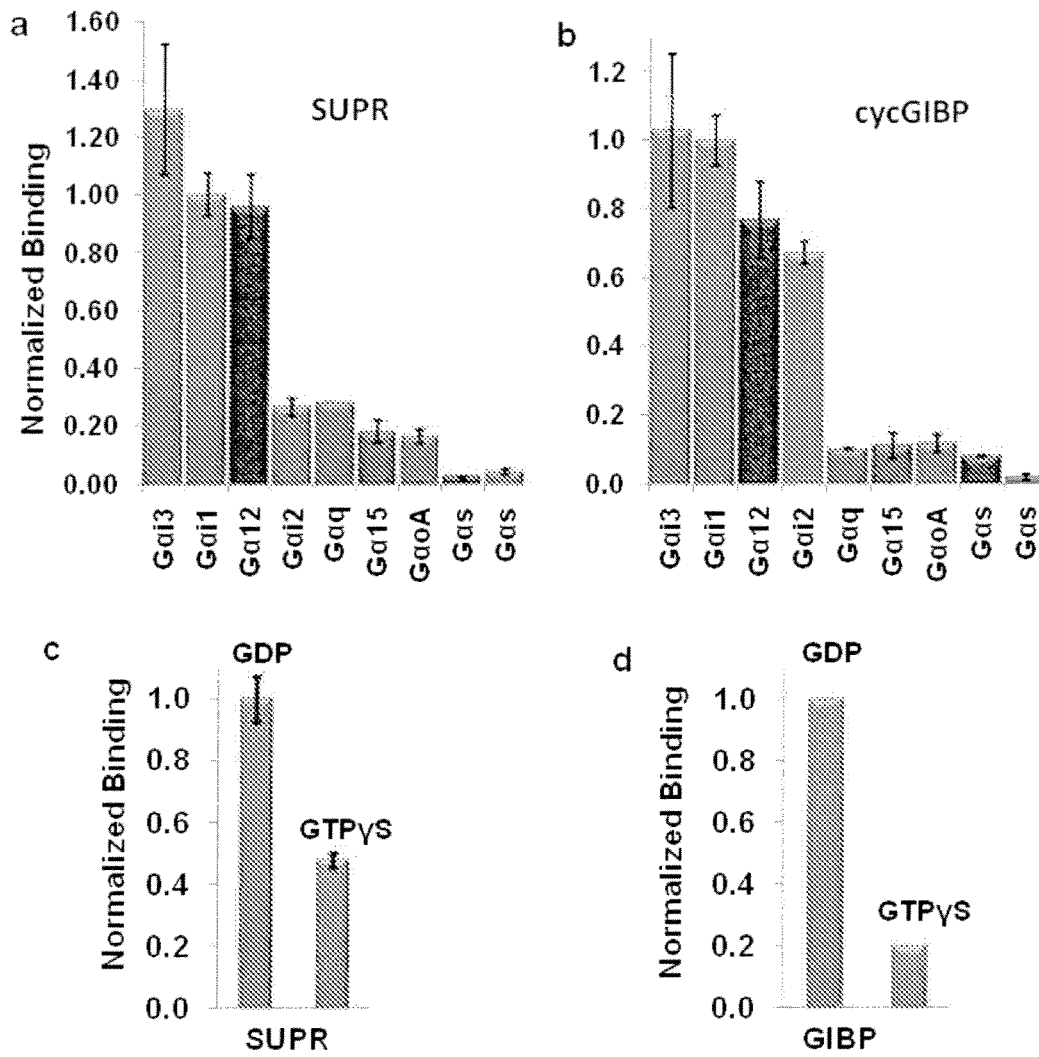 a
SUPR
Normalized Binding
1.60
1.40
1.20
1.00
0.80
0.60
0.40
0.20
0.00
Gαi3
Gαi1
Gα12
Gαi2
Gαq
Gα15
GαoA
Gαs
Gαs
b
cycGIBP
1.2
1.0
0.8
0.6
0.4
0.2
0.0
Gαi3
Gαi1
Gα12
Gαi2
Gαq
Gα15
GαoA
Gαs
Gαs
c
GDP
Normalized Binding
1.0
0.8
0.6
0.4
0.2
0.0
GTPγS
SUPR
d
GDP
Normalized Binding
1.0
0.8
0.6
0.4
0.2
0.0
GTPγS
GIBP